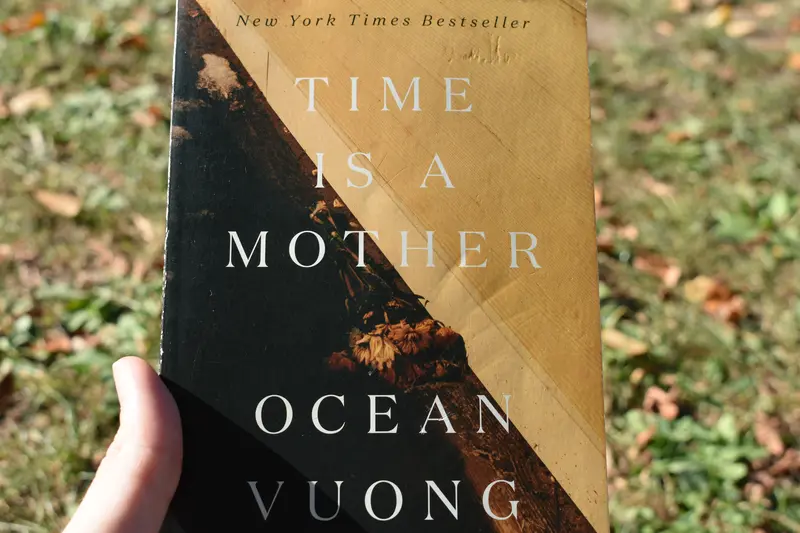 New York Times Bestseller
TIME
IS A
MOTHER
OCEAN
VUONG